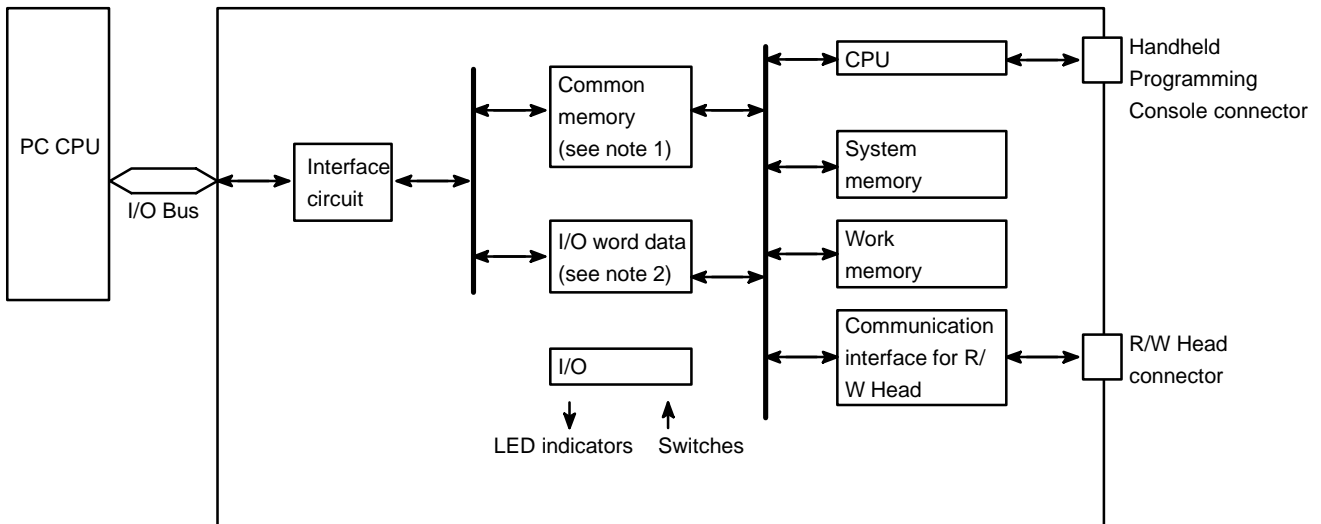 PC CPU
I/O Bus
Interface
circuit
Common
memory
(see note 1)
I/O word data
(see note 2)
I/O
LED indicators
Switches
CPU
System
memory
Work
memory
Communication
interface for R/
W Head
Handheld
Programming
Console connector
R/W Head
connector